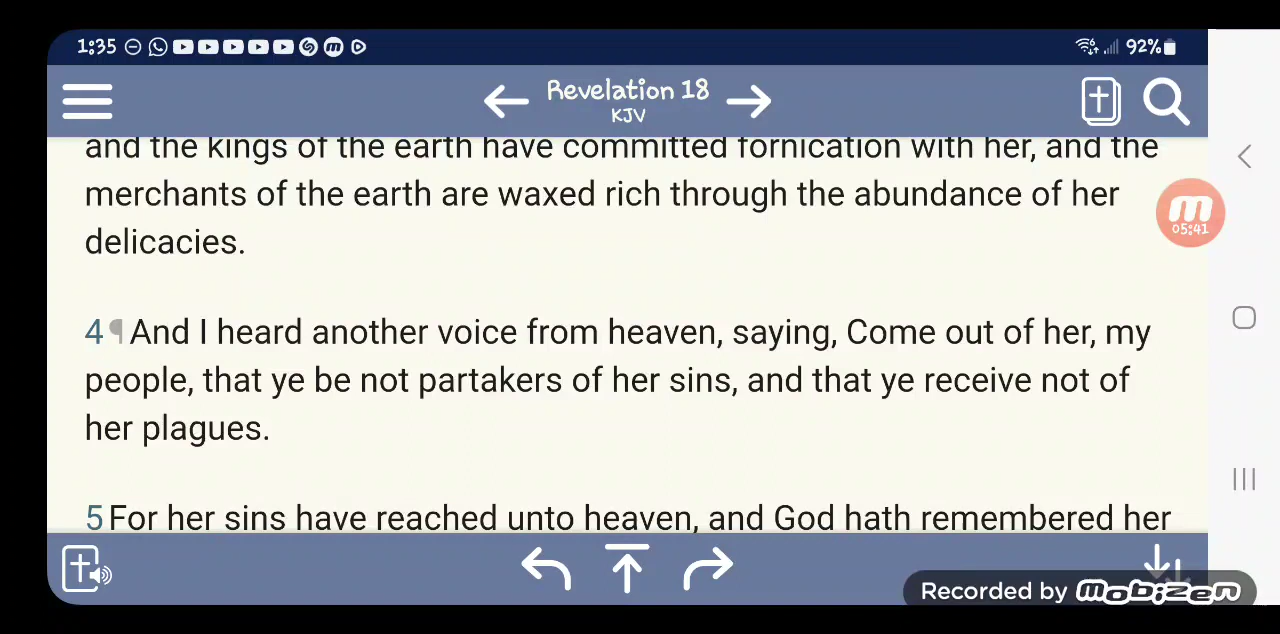 1:35 92%
Revelation 18
KJV
and the kings of the earth have committed fornication with her, and the
merchants of the earth are waxed rich through the abundance of her
delicacies.
m
05:41
4 ¶ And I heard another voice from heaven, saying, Come out of her, my
people, that ye be not partakers of her sins, and that ye receive not of
her plagues.
5 For her sins have reached unto heaven, and God hath remembered her
Recorded by mobizen